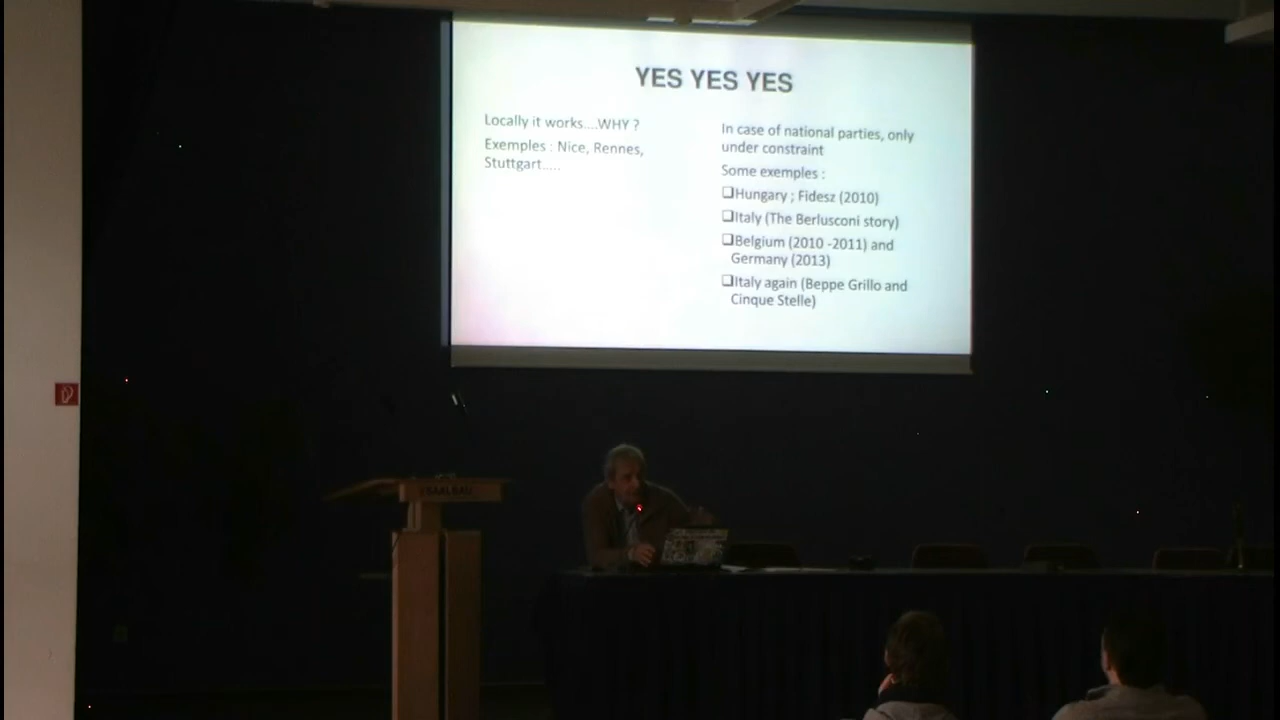 YES YES YES
Locally it works....WHY ?
Exemples : Nice, Rennes,
Stuttgart.....
In case of national parties, only
under constraint
Some exemples :
❑Hungary ; Fidesz (2010)
❑Italy (The Berlusconi story)
❑Belgium (2010 -2011) and
Germany (2013)
❑Italy again (Beppe Grillo and
Cinque Stelle)
SAALBAU